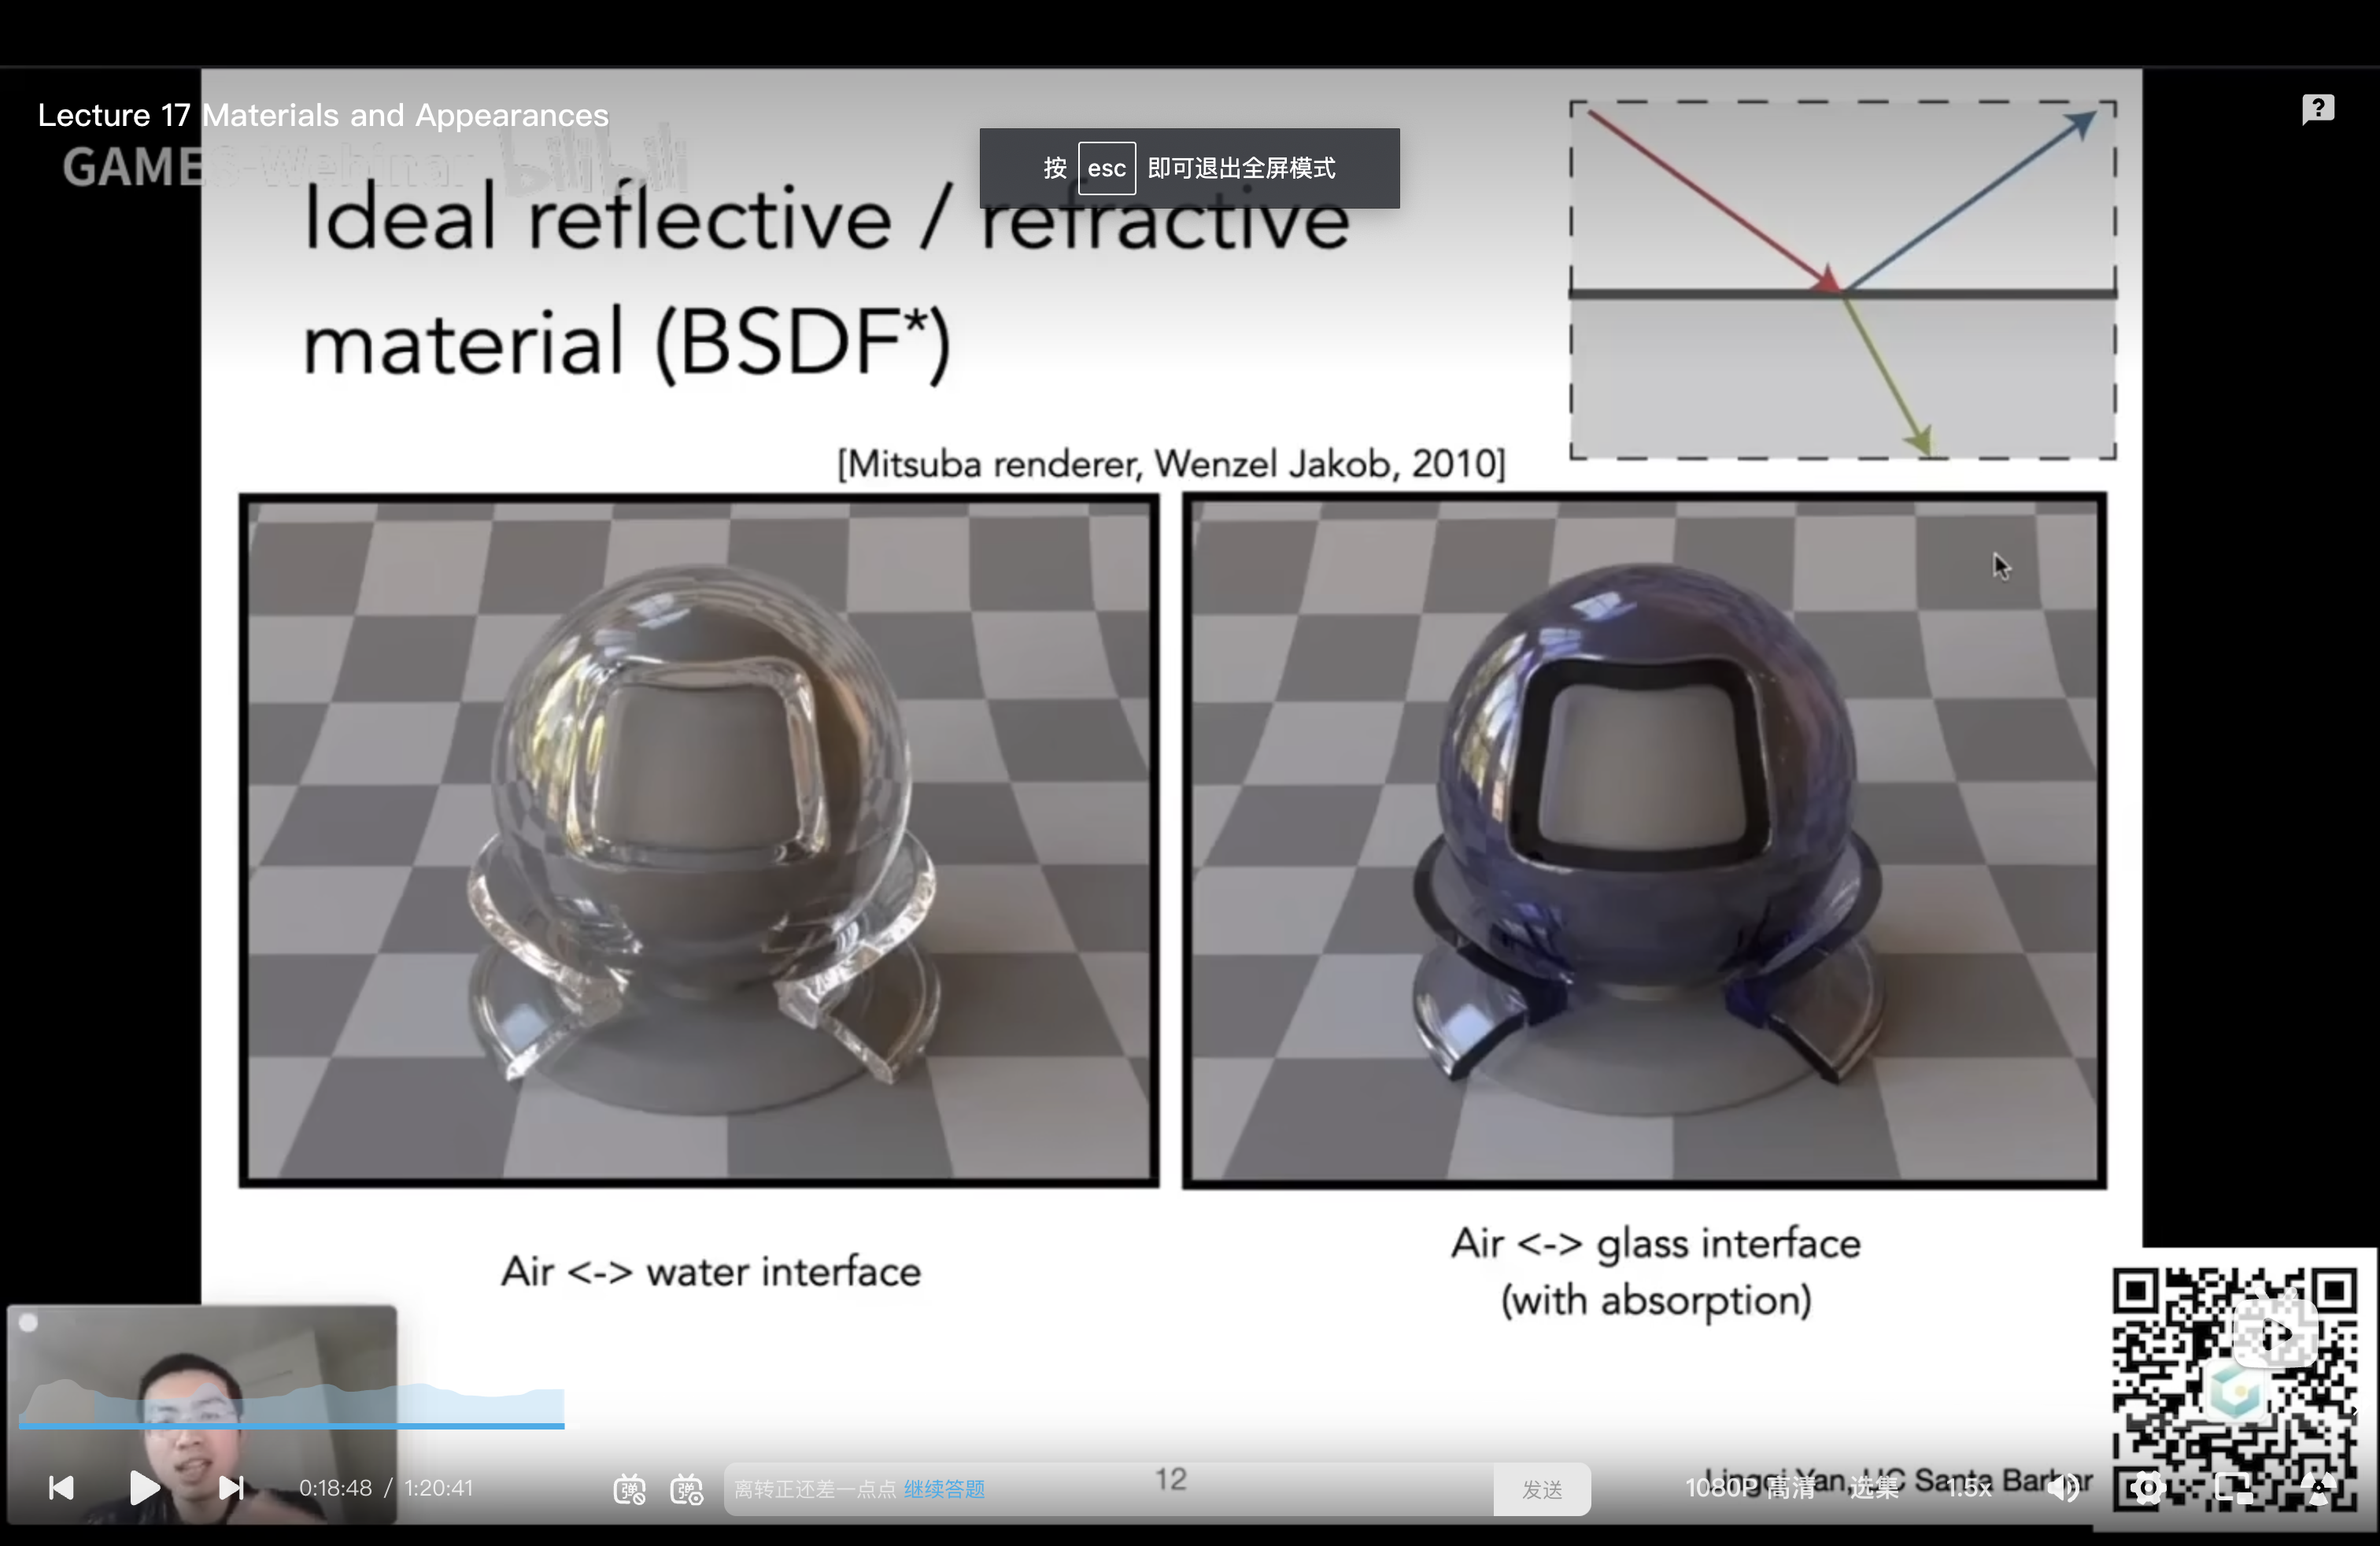 Lecture 17 Materials and Appearances
GAMES-Webinar bilibili
按 esc 即可退出全屏模式
Ideal reflective / refractive
material (BSDF*)
[Mitsuba renderer, Wenzel Jakob, 2010]
Air <-> water interface
Air <-> glass interface
(with absorption)
0:18:48 / 1:20:41
弹
弹
离转正还差一点点 继续答题
发送
12
Lingqi Yan, UC Santa Barbar
1080P 高清
选集
1.5x